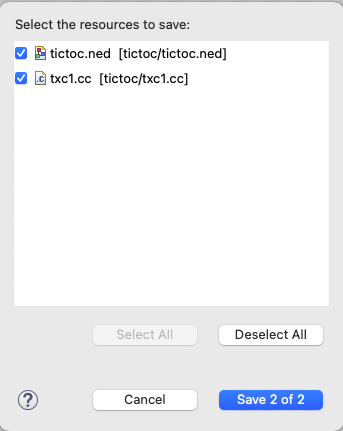 Select the resources to save:
tictoc.ned [tictoc/tictoc.ned]
.c txc1.cc [tictoc/txc1.cc]
Select All
Deselect All
?
Cancel
Save 2 of 2